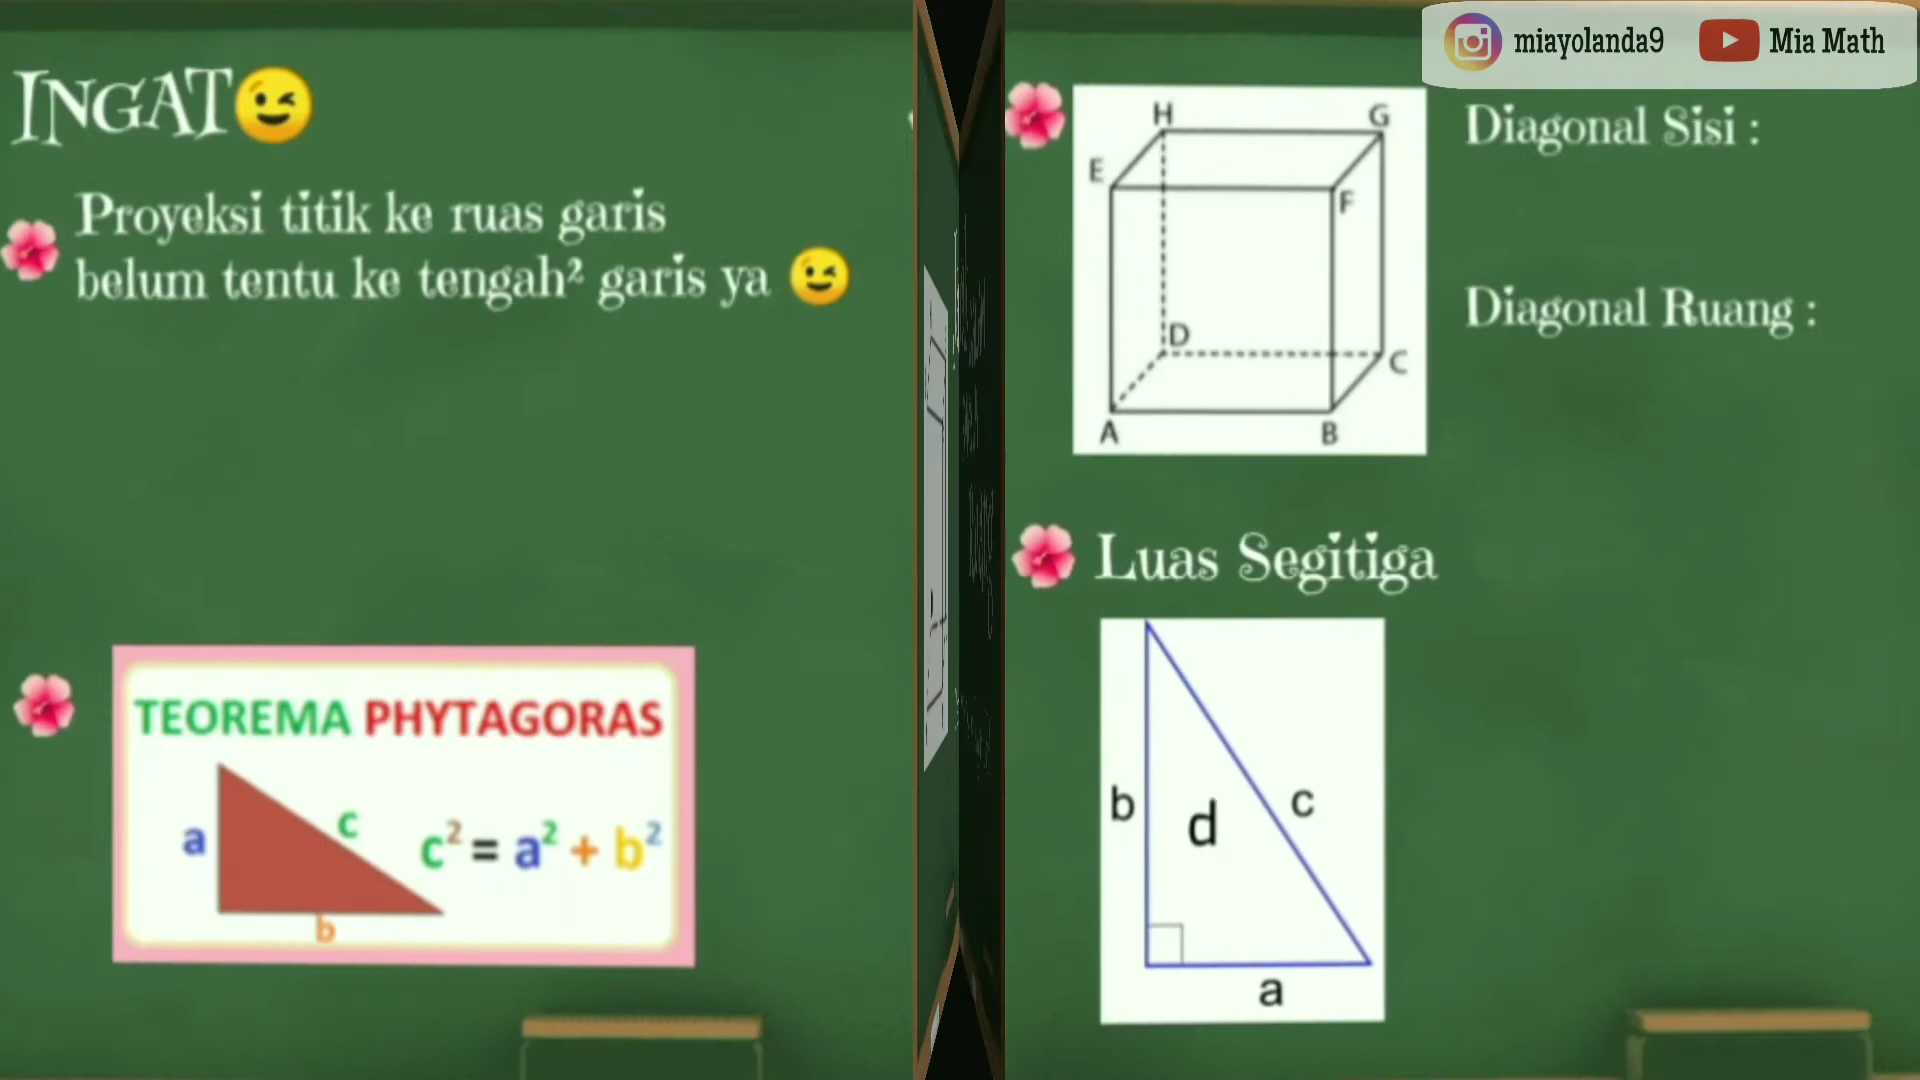 INGAT😉
Proyeksi titik ke ruas garis
belum tentu ke tengah² garis ya 😉
TEOREMA PHYTAGORAS
a
c
b
c² = a² + b²
miayolanda9
Mia Math
H
G
E
F
D
C
A
B
Diagonal Sisi :
Diagonal Ruang :
Luas Segitiga
b
d
c
a